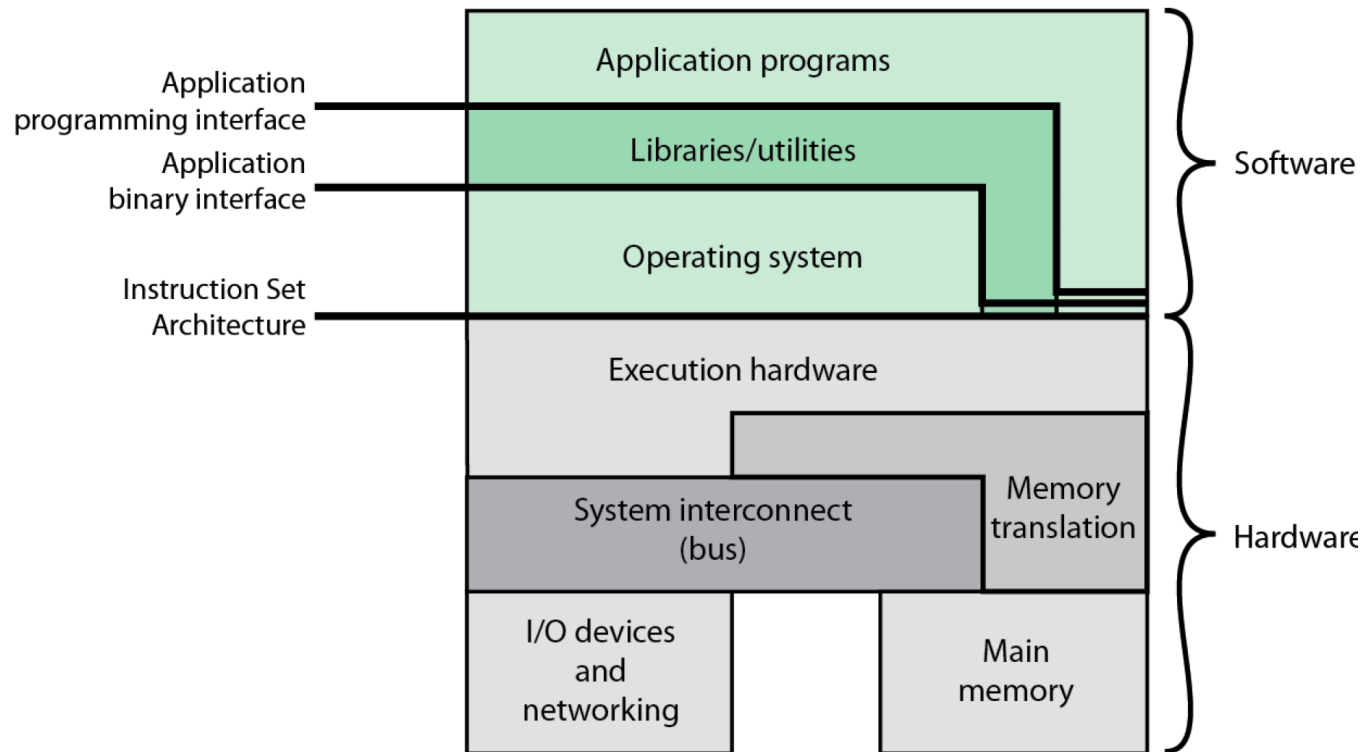 Application programs
Application
programming interface
Libraries/utilities
Application
binary interface
Software
Operating system
Instruction Set
Architecture
Execution hardware
Memory
translation
System interconnect
(bus)
Hardware
I/O devices
and
networking
Main
memory